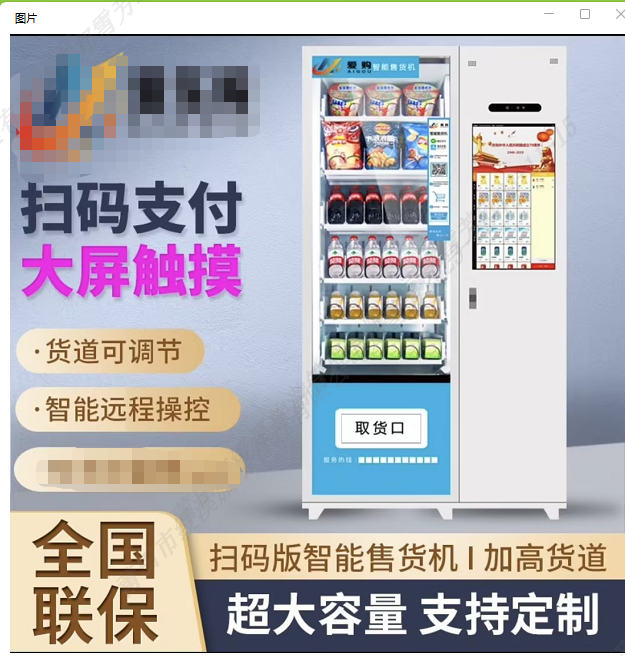 图片
爱购
AIGOU
智能售货机
扫码支付
大屏触摸
·货道可调节
·智能远程操控
取货口
服务热线
全国
联保
扫码版智能售货机 | 加高货道
超大容量 支持定制